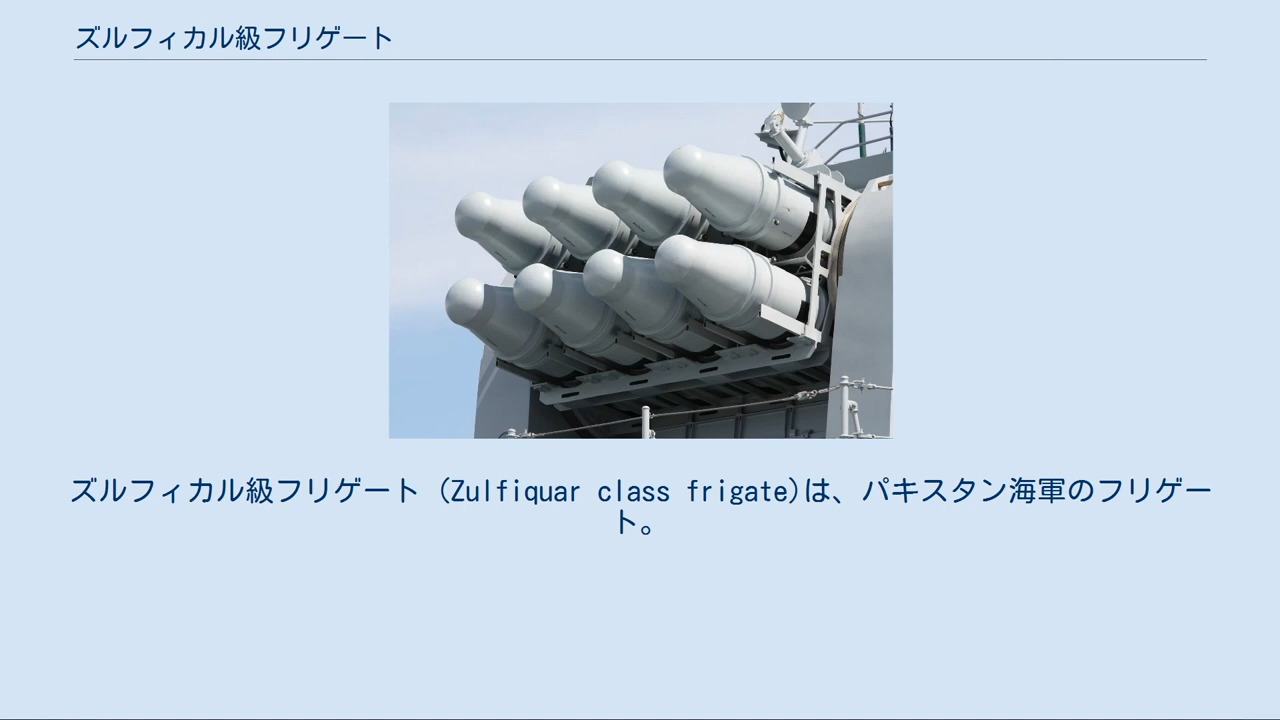 ズルフィカル級フリゲート
ズルフィカル級フリゲート (Zulfiquar class frigate)は、パキスタン海軍のフリゲー
ト。